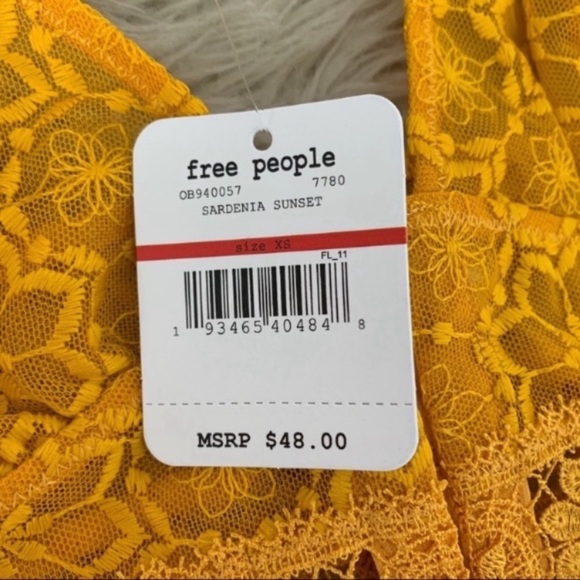 free people
OB940057 7780
SARDENIA SUNSET
size XS
FL_11
1 93465 40484 8
MSRP $48.00